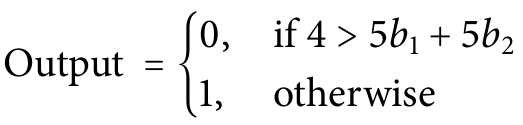 Output = { 0, if 4 > 5b₁ + 5b₂
1, otherwise